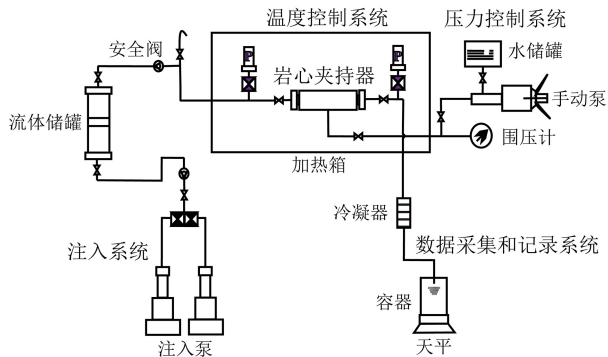 温度控制系统
压力控制系统
安全阀
P
P
水储罐
岩心夹持器
手动泵
流体储罐
围压计
加热箱
冷凝器
注入系统
数据采集和记录系统
容器
注入泵
天平